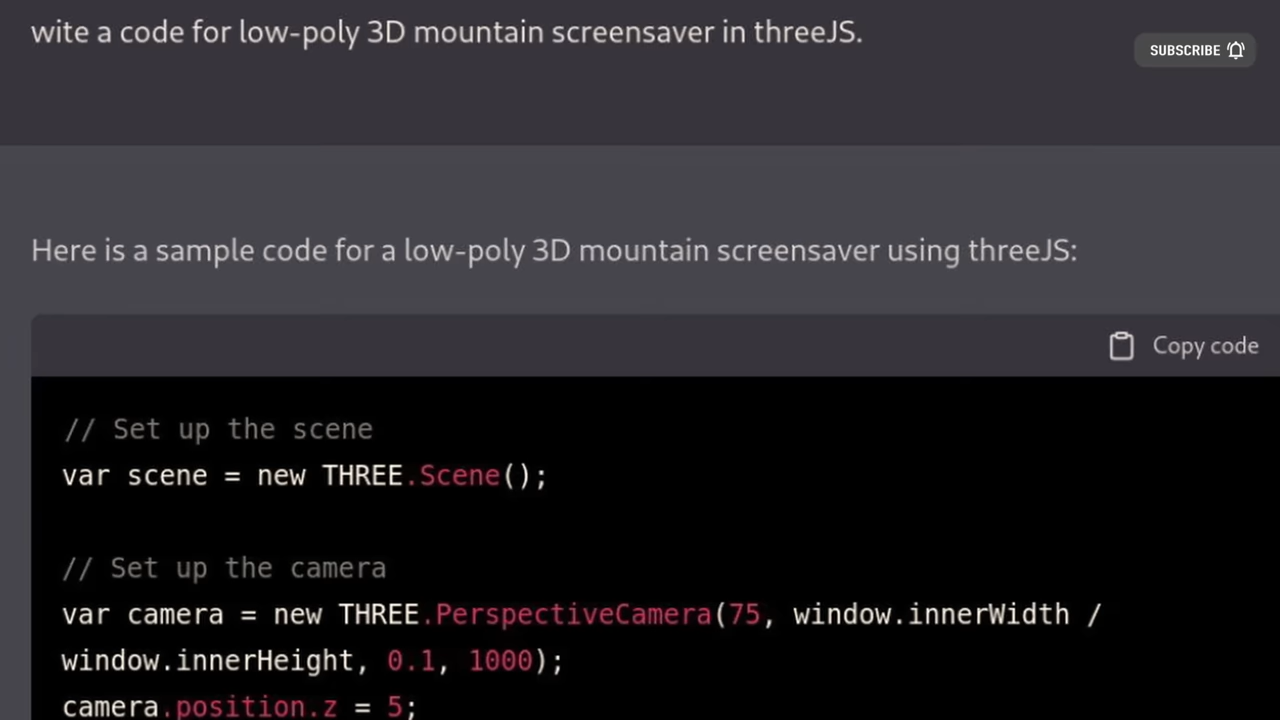 wite a code for low-poly 3D mountain screensaver in threeJS.
SUBSCRIBE
Here is a sample code for a low-poly 3D mountain screensaver using threeJS:
Copy code
// Set up the scene
var scene = new THREE.Scene();
// Set up the camera
var camera = new THREE.PerspectiveCamera(75, window.innerWidth /
window.innerHeight, 0.1, 1000);
camera.position.z = 5;